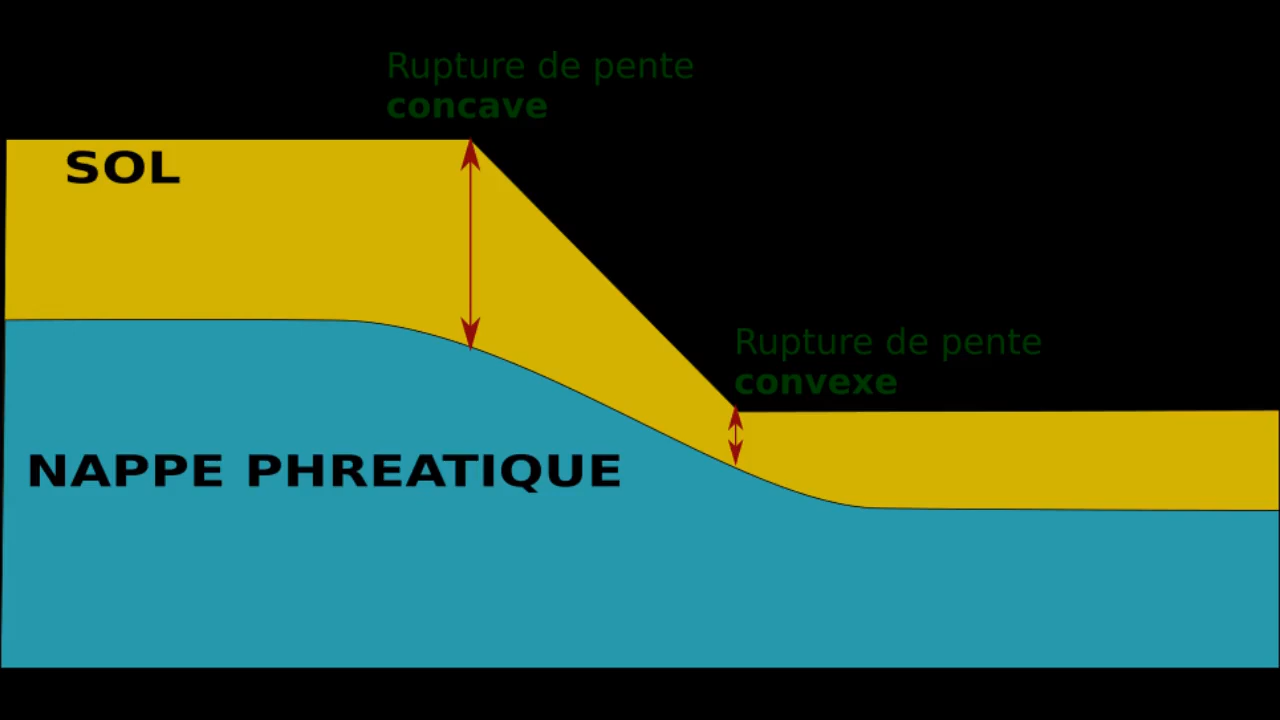 Rupture de pente
concave
SOL
Rupture de pente
convexe
NAPPE PHREATIQUE